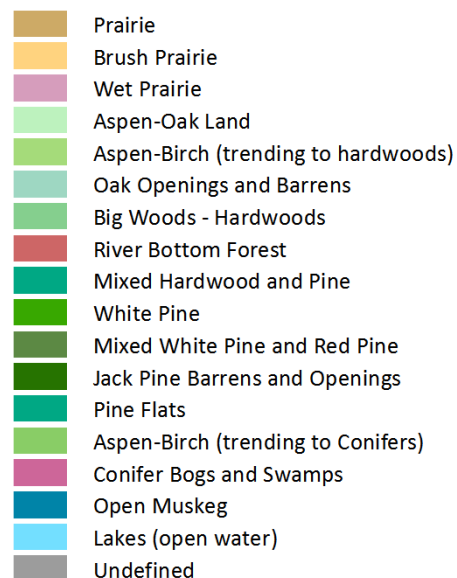 Prairie
Brush Prairie
Wet Prairie
Aspen-Oak Land
Aspen-Birch (trending to hardwoods)
Oak Openings and Barrens
Big Woods - Hardwoods
River Bottom Forest
Mixed Hardwood and Pine
White Pine
Mixed White Pine and Red Pine
Jack Pine Barrens and Openings
Pine Flats
Aspen-Birch (trending to Conifers)
Conifer Bogs and Swamps
Open Muskeg
Lakes (open water)
Undefined